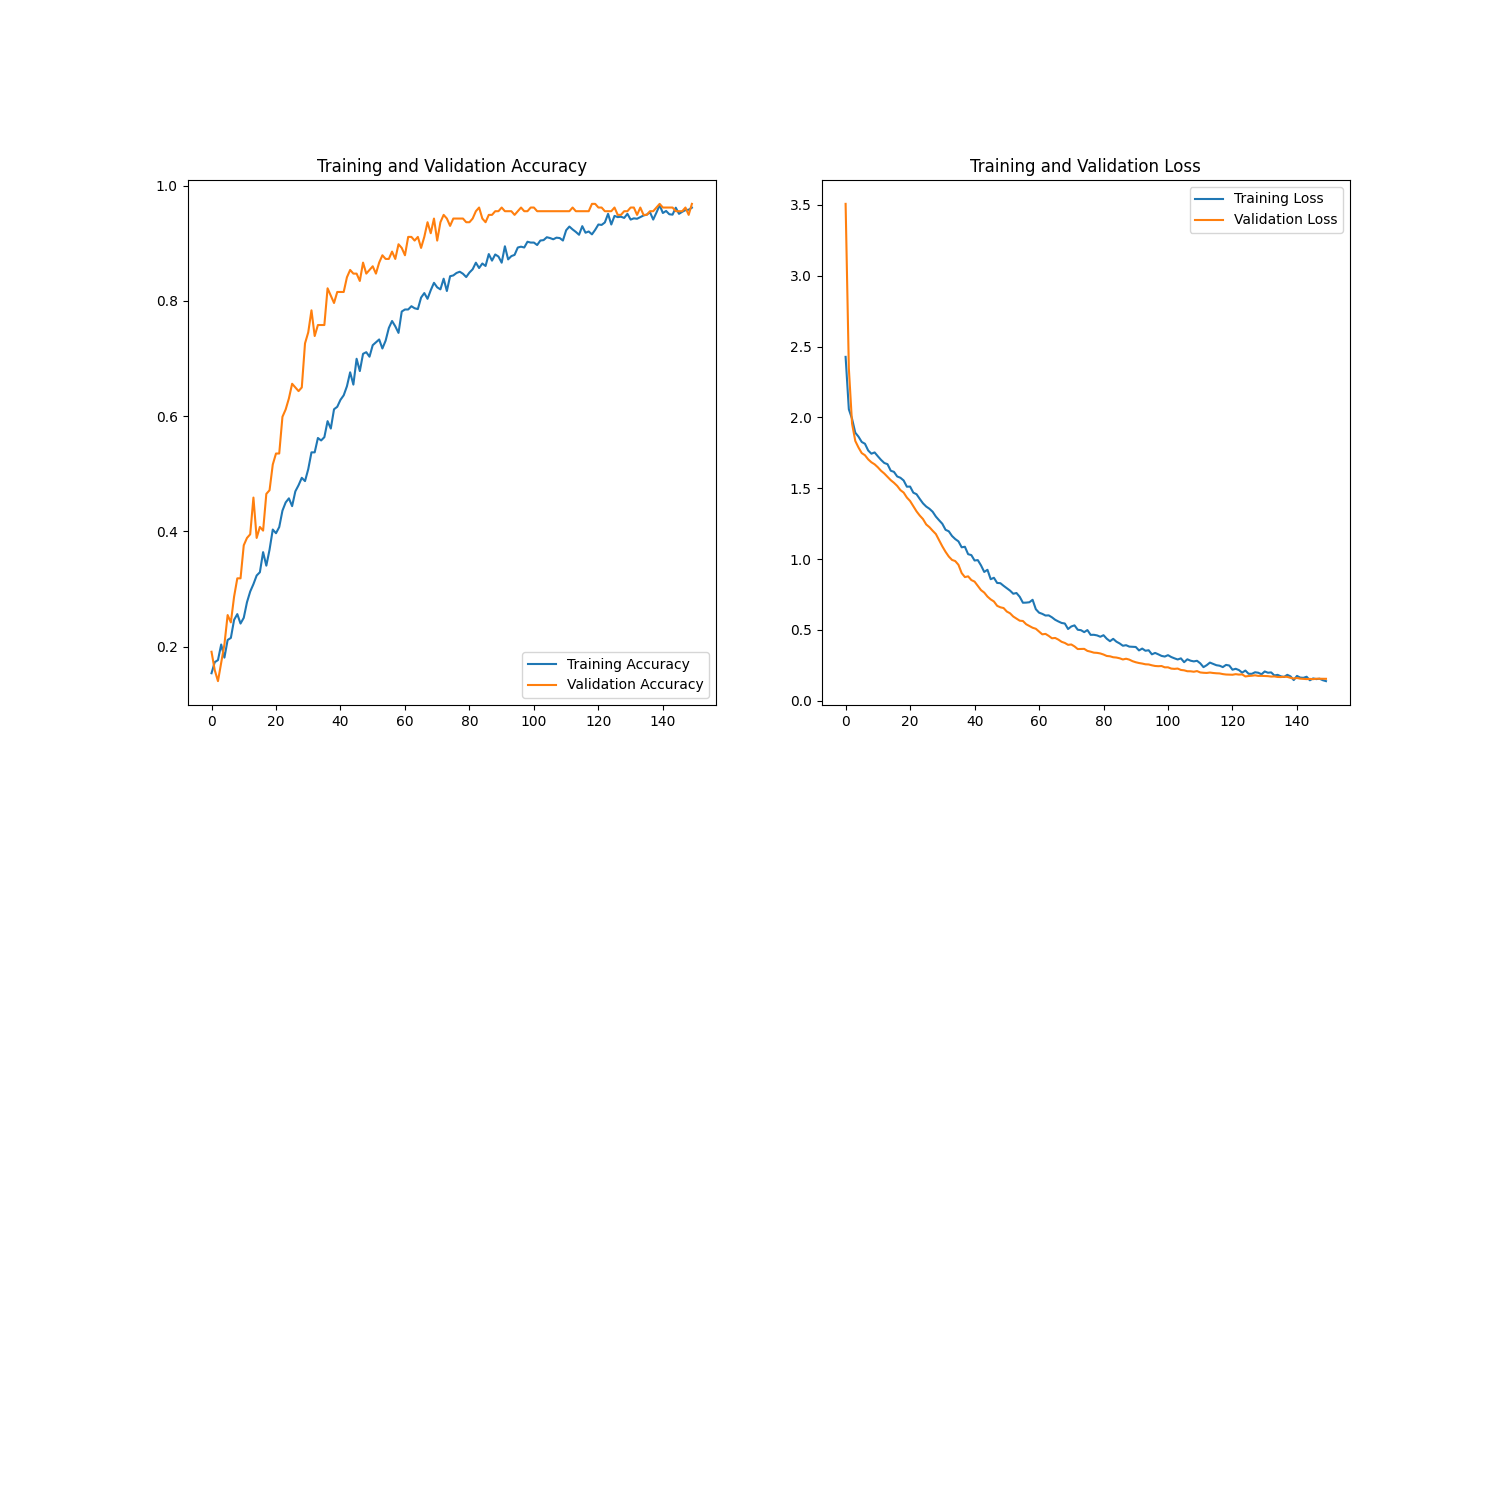 Training and Validation Accuracy
1.0
0.8
0.6
0.4
0.2
Training Accuracy
Validation Accuracy
0 20 40 60 80 100 120 140
Training and Validation Loss
3.5
3.0
2.5
2.0
1.5
1.0
0.5
0.0
Training Loss
Validation Loss
0 20 40 60 80 100 120 140